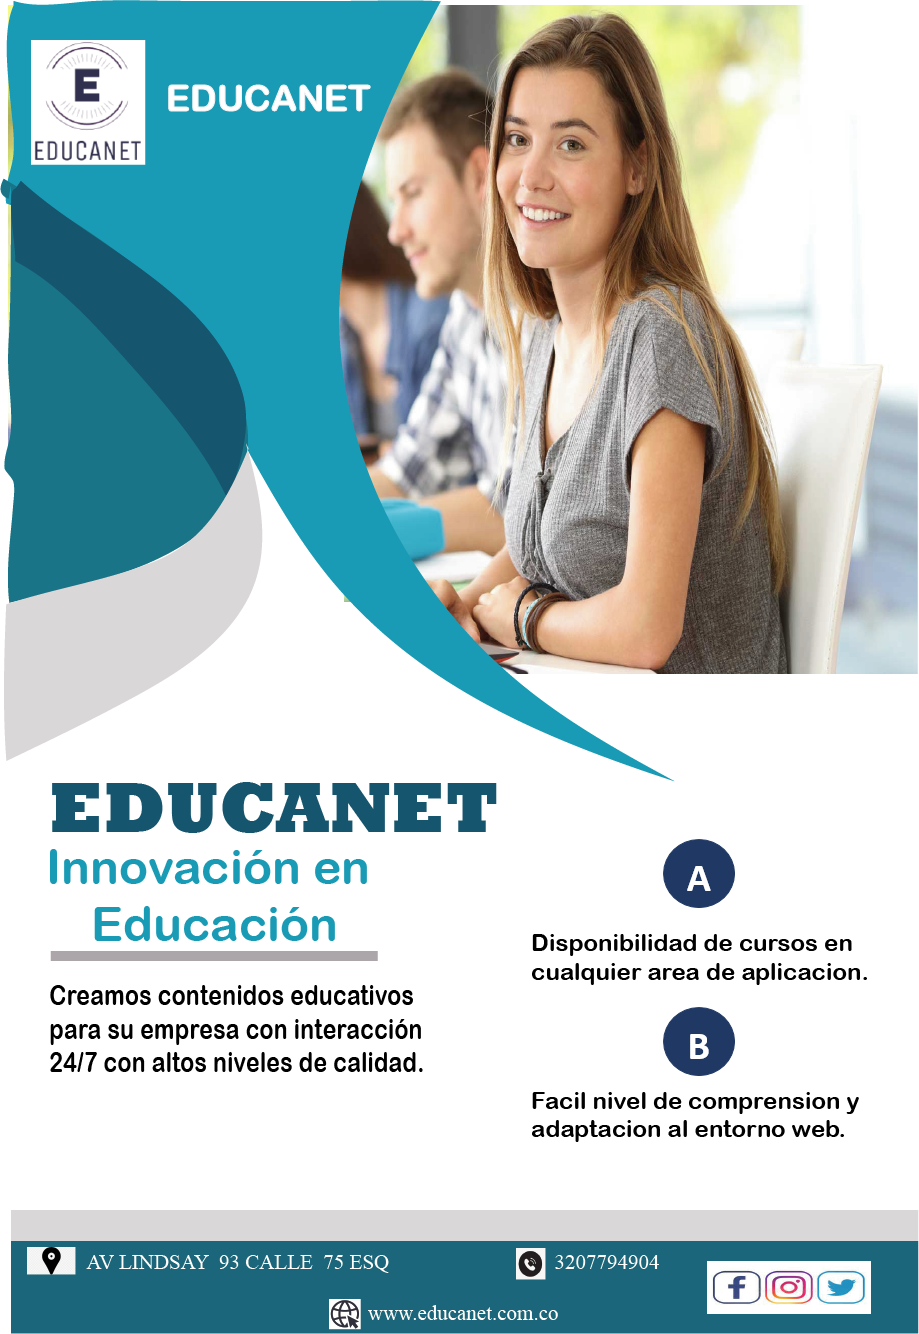 E
EDUCANET
EDUCANET
EDUCANET
Innovación en
Educación
Creamos contenidos educativos
para su empresa con interacción
24/7 con altos niveles de calidad.
A
Disponibilidad de cursos en
cualquier area de aplicacion.
B
Facil nivel de comprension y
adaptacion al entorno web.
AV LINDSAY 93 CALLE 75 ESQ
3207794904
www.educanet.com.co